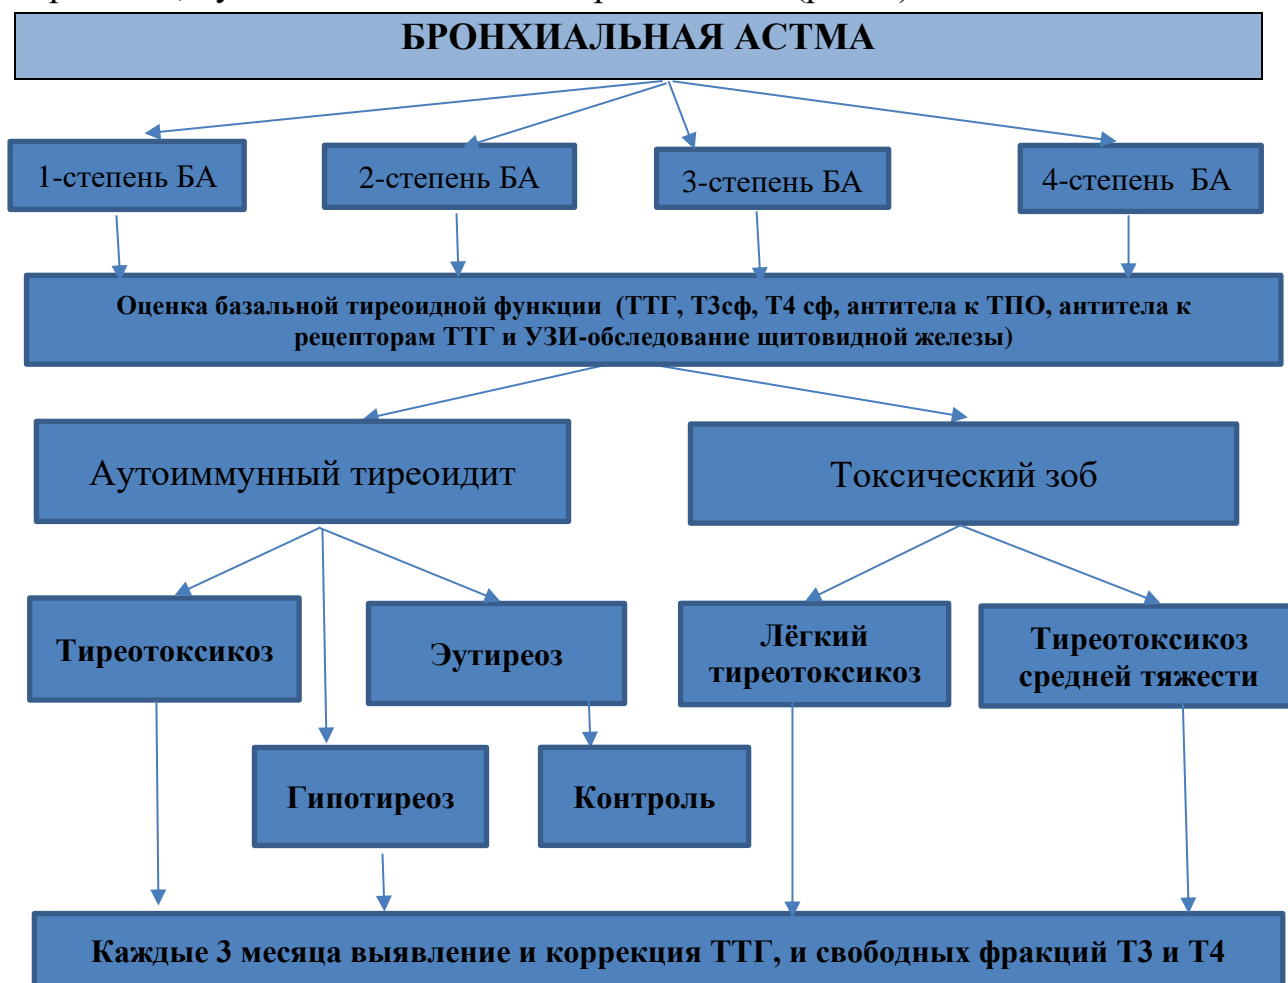 БРОНХИАЛЬНАЯ АСТМА
1-степень БА
2-степень БА
3-степень БА
4-степень БА
Оценка базальной тиреоидной функции (ТТГ, Т3сф, Т4 сф, антитела к ТПО, антитела к
рецепторам ТТГ и УЗИ-обследование щитовидной железы)
Аутоиммунный тиреоидит
Токсический зоб
Тиреотоксикоз
Эутиреоз
Лёгкий
тиреотоксикоз
Тиреотоксикоз
средней тяжести
Гипотиреоз
Контроль
Каждые 3 месяца выявление и коррекция ТТГ, и свободных фракций Т3 и Т4